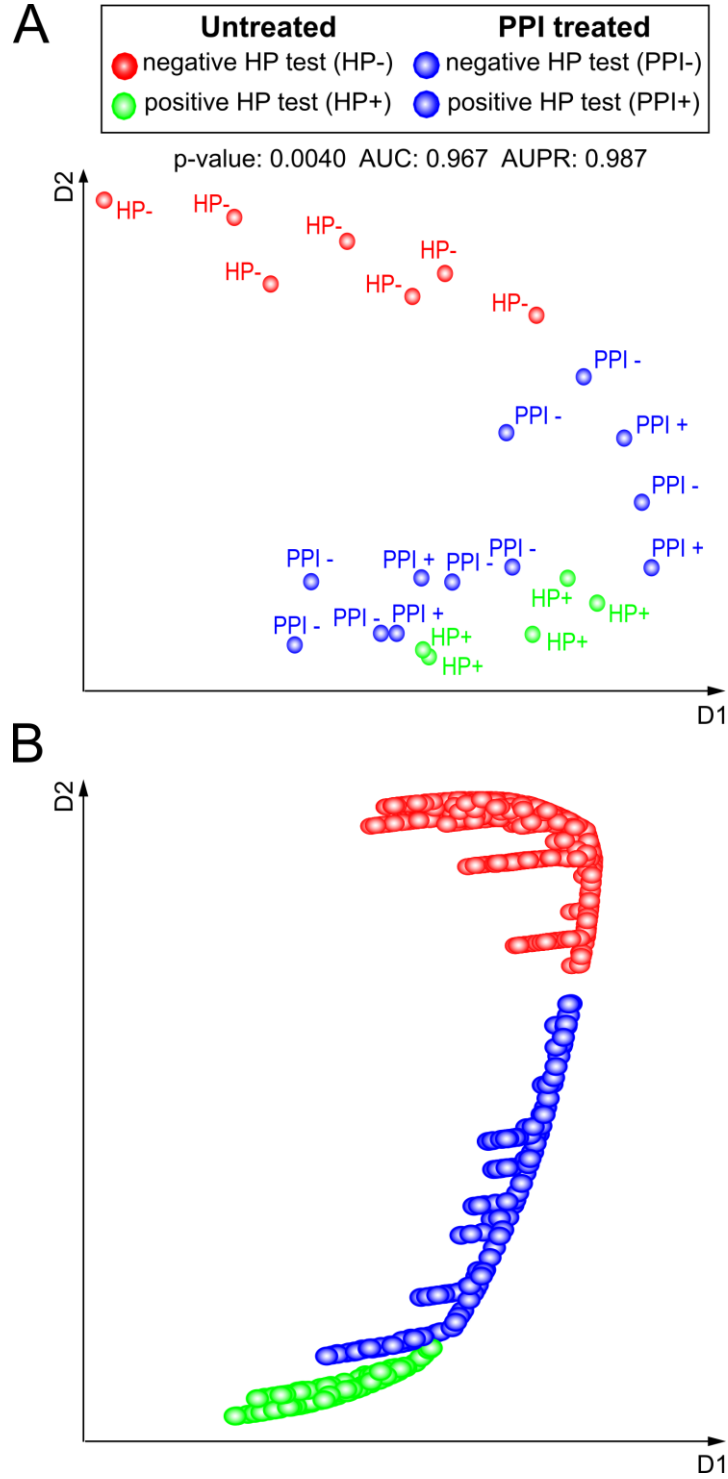 A
Untreated PPI treated
negative HP test (HP-) negative HP test (PPI-)
positive HP test (HP+) positive HP test (PPI+)
p-value: 0.0040 AUC: 0.967 AUPR: 0.987
D2
HP-
HP-
HP-
HP-
HP-
HP-
HP-
PPI -
PPI -
PPI +
PPI -
PPI -
PPI +
PPI -
PPI -
PPI +
HP+
HP+
PPI -
PPI -
PPI +
HP+
HP+
HP+
D1
B
D2
D1